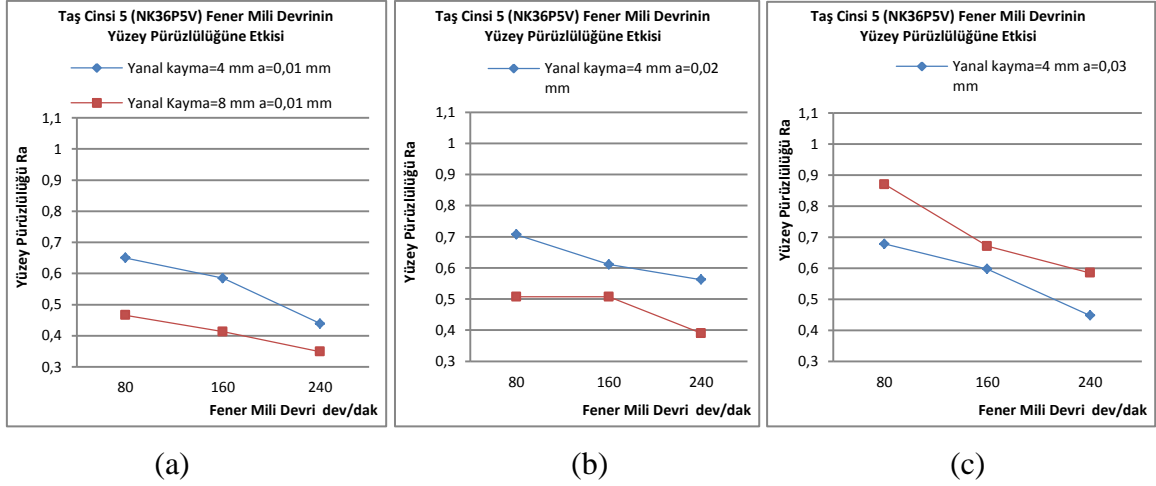 Taş Cinsi 5 (NK36P5V) Fener Mili Devrinin
Yüzey Pürüzlülüğüne Etkisi
Yanal kayma=4 mm a=0,01 mm
Yanal Kayma=8 mm a=0,01 mm
Yüzey Pürüzlülüğü Ra
1,1
1
0,9
0,8
0,7
0,6
0,5
0,4
0,3
80
160
240
Fener Mili Devri dev/dak
(a)
Taş Cinsi 5 (NK36P5V) Fener Mili Devrinin
Yüzey Pürüzlülüğüne Etkisi
Yanal kayma=4 mm a=0,02
mm
Yüzey Pürüzlülüğü Ra
1,1
1
0,9
0,8
0,7
0,6
0,5
0,4
0,3
80
160
240
Fener Mili Devri dev/dak
(b)
Taş Cinsi 5 (NK36P5V) Fener Mili Devrinin
Yüzey Pürüzlülüğüne Etkisi
Yanal kayma=4 mm a=0,03
mm
Yüzey Pürüzlülüğü Ra
1,1
1
0,9
0,8
0,7
0,6
0,5
0,4
0,3
80
160
240
Fener Mili Devri dev/dak
(c)